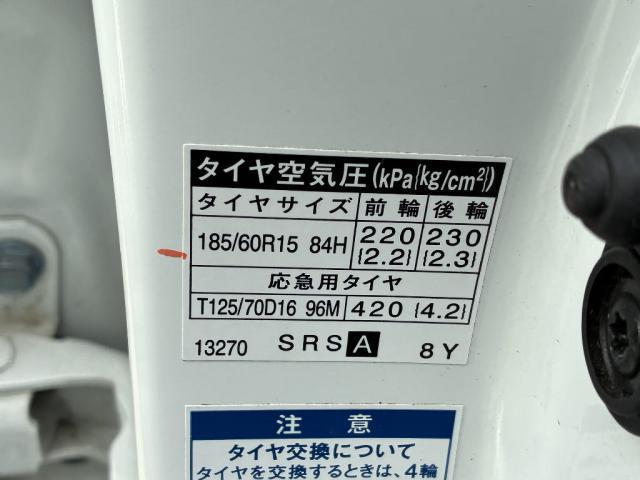 タイヤ空気圧(kPa{kg/cm²})
タイヤサイズ 前輪 後輪
185/60R15 84H 220 {2.2} 230 {2.3}
応急用タイヤ
T125/70D16 96M 420 {4.2}
13270 SRS A 8Y
注意
タイヤ交換について
タイヤを交換するときは、4輪